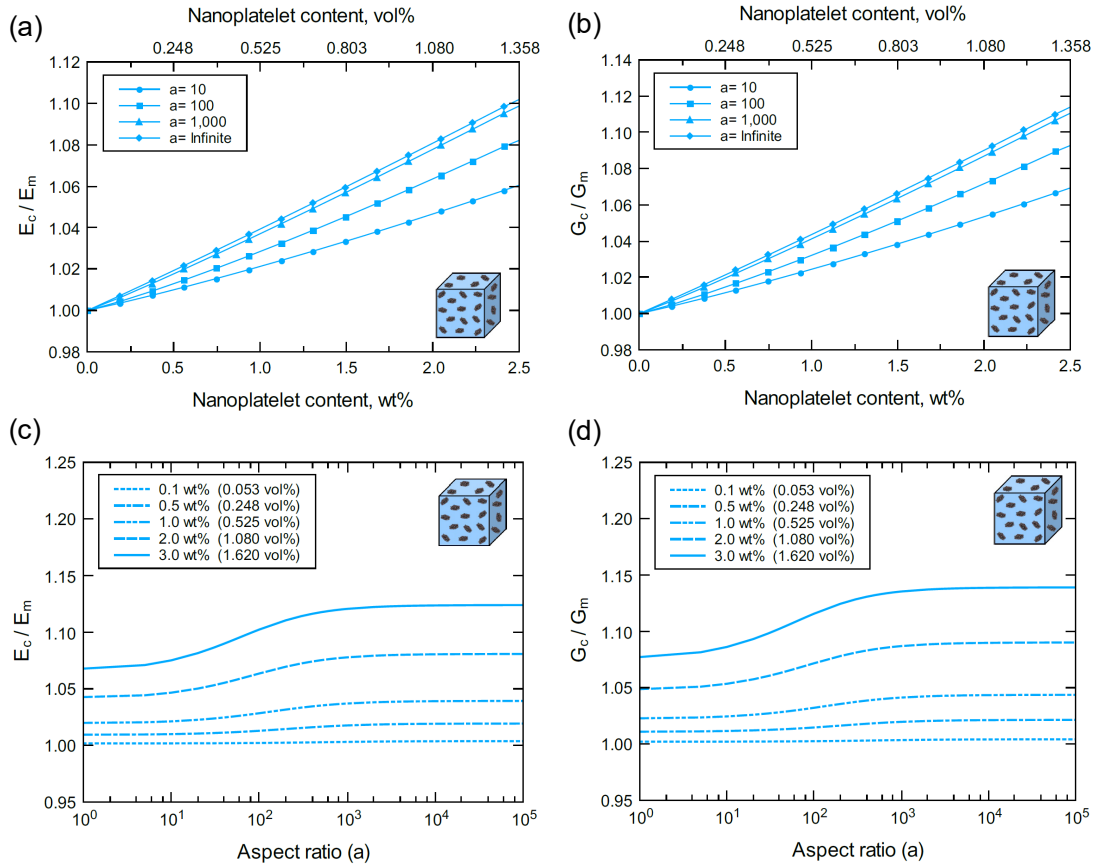 (a)
Nanoplatelet content, vol%
0.248 0.525 0.803 1.080 1.358
1.12
1.10
1.08
1.06
1.04
1.02
1.00
0.98
E_c / E_m
a= 10
a= 100
a= 1,000
a= Infinite
0.0 0.5 1.0 1.5 2.0 2.5
Nanoplatelet content, wt%
(b)
Nanoplatelet content, vol%
0.248 0.525 0.803 1.080 1.358
1.14
1.12
1.10
1.08
1.06
1.04
1.02
1.00
0.98
G_c / G_m
a= 10
a= 100
a= 1,000
a= Infinite
0.0 0.5 1.0 1.5 2.0 2.5
Nanoplatelet content, wt%
(c)
1.25
1.20
1.15
1.10
1.05
1.00
0.95
E_c / E_m
0.1 wt% (0.053 vol%)
0.5 wt% (0.248 vol%)
1.0 wt% (0.525 vol%)
2.0 wt% (1.080 vol%)
3.0 wt% (1.620 vol%)
10^0 10^1 10^2 10^3 10^4 10^5
Aspect ratio (a)
(d)
1.25
1.20
1.15
1.10
1.05
1.00
0.95
G_c / G_m
0.1 wt% (0.053 vol%)
0.5 wt% (0.248 vol%)
1.0 wt% (0.525 vol%)
2.0 wt% (1.080 vol%)
3.0 wt% (1.620 vol%)
10^0 10^1 10^2 10^3 10^4 10^5
Aspect ratio (a)